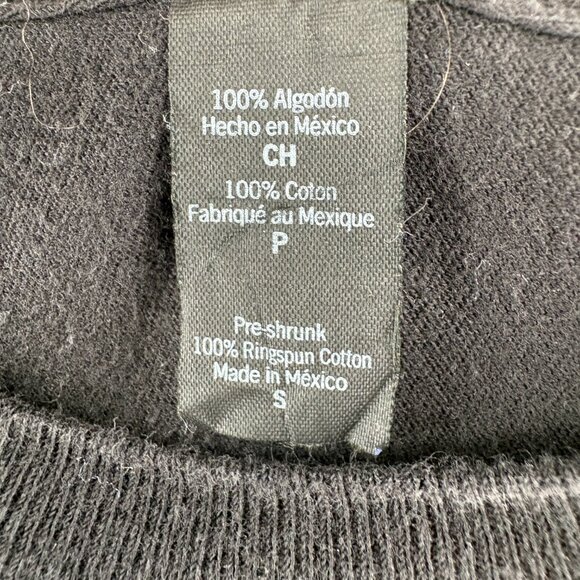 100% Algodón
Hecho en México
CH
100% Coton
Fabriqué au Mexique
P
Pre-shrunk
100% Ringspun Cotton
Made in México
S